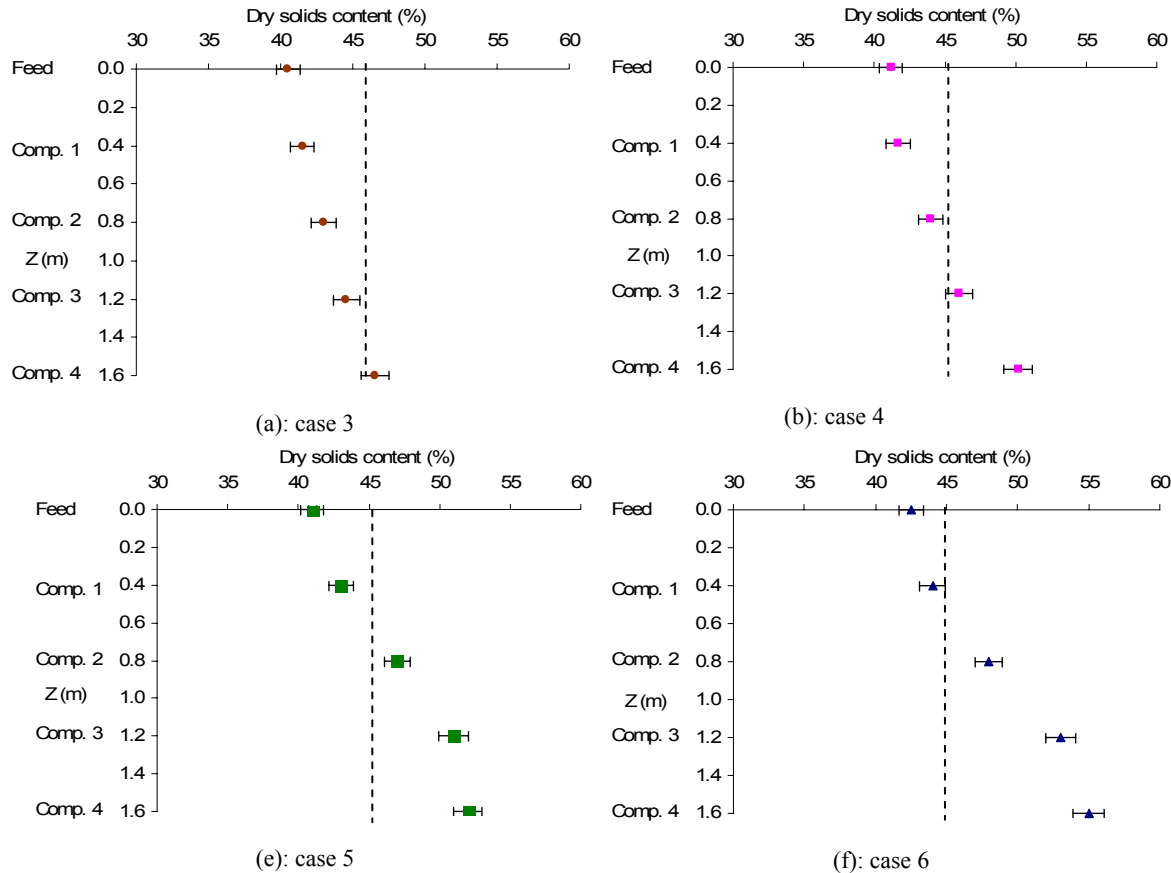 Dry solids content (%)
30 35 40 45 50 55 60
Feed 0.0
0.2
Comp. 1 0.4
0.6
Comp. 2 0.8
Z (m) 1.0
Comp. 3 1.2
1.4
Comp. 4 1.6
(a): case 3
Dry solids content (%)
30 35 40 45 50 55 60
Feed 0.0
0.2
Comp. 1 0.4
0.6
Comp. 2 0.8
Z (m) 1.0
Comp. 3 1.2
1.4
Comp. 4 1.6
(b): case 4
Dry solids content (%)
30 35 40 45 50 55 60
Feed 0.0
0.2
Comp. 1 0.4
0.6
Comp. 2 0.8
Z (m) 1.0
Comp. 3 1.2
1.4
Comp. 4 1.6
(e): case 5
Dry solids content (%)
30 35 40 45 50 55 60
Feed 0.0
0.2
Comp. 1 0.4
0.6
Comp. 2 0.8
Z (m) 1.0
Comp. 3 1.2
1.4
Comp. 4 1.6
(f): case 6